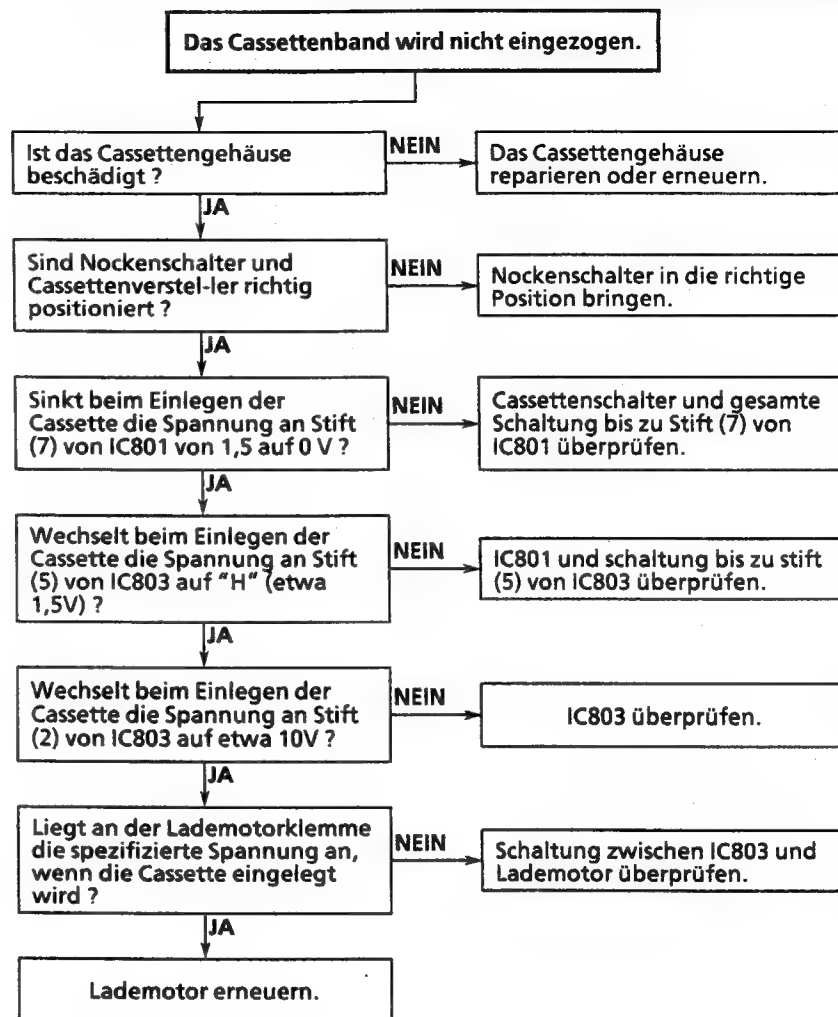 Das Cassettenband wird nicht eingezogen.
Ist das Cassettengehäuse
beschädigt ?
NEIN
Das Cassettengehäuse
reparieren oder erneuern.
JA
Sind Nockenschalter und
Cassettenverstel-ler richtig
positioniert ?
NEIN
Nockenschalter in die richtige
Position bringen.
JA
Sinkt beim Einlegen der
Cassette die Spannung an Stift
(7) von IC801 von 1,5 auf 0 V ?
NEIN
Cassettenschalter und gesamte
Schaltung bis zu Stift (7) von
IC801 überprüfen.
JA
Wechselt beim Einlegen der
Cassette die Spannung an Stift
(5) von IC803 auf "H" (etwa
1,5V) ?
NEIN
IC801 und schaltung bis zu stift
(5) von IC803 überprüfen.
JA
Wechselt beim Einlegen der
Cassette die Spannung an Stift
(2) von IC803 auf etwa 10V ?
NEIN
IC803 überprüfen.
JA
Liegt an der Lademotorklemme
die spezifizierte Spannung an,
wenn die Cassette eingelegt
wird ?
NEIN
Schaltung zwischen IC803 und
Lademotor überprüfen.
JA
Lademotor erneuern.